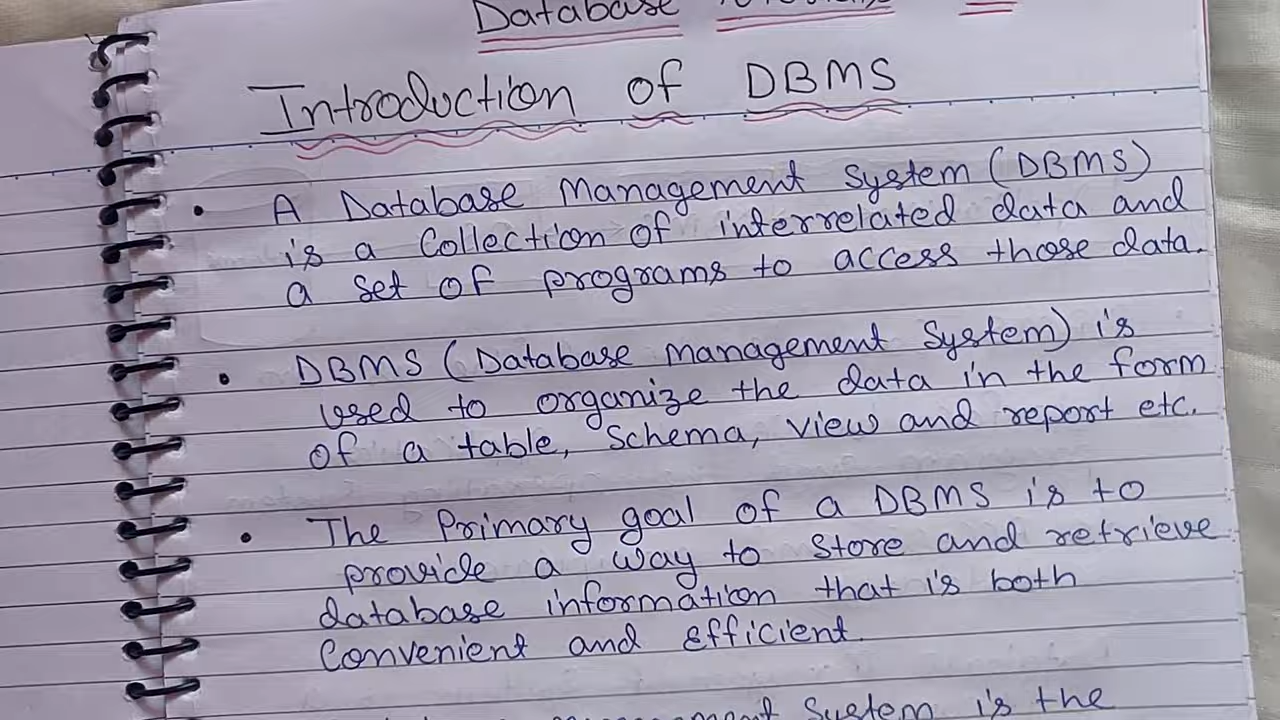 Database
Introduction of DBMS
• A Database Management System (DBMS)
is a collection of interrelated data and
a set of programs to access those data.
• DBMS (Database Management System) is
used to organize the data in the form
of a table, schema, view and report etc.
• The Primary goal of a DBMS is to
provide a way to store and retrieve
database information that is both
convenient and efficient.
System is the